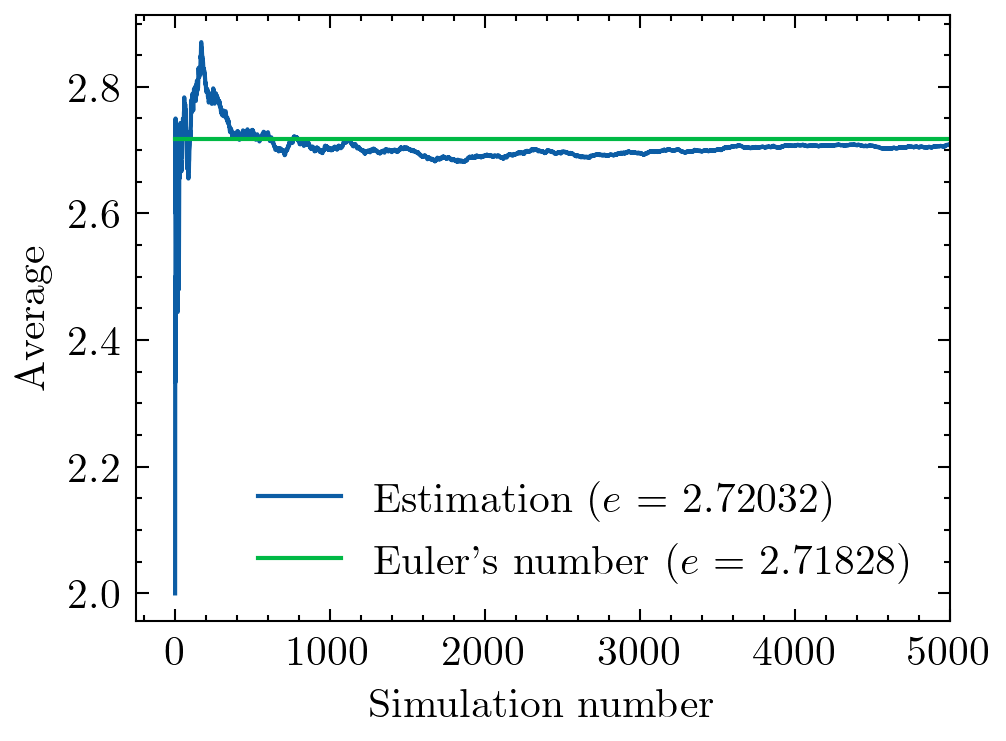 2.8
2.6
2.4
2.2
2.0
Average
Estimation (e = 2.72032)
Euler's number (e = 2.71828)
0 1000 2000 3000 4000 5000
Simulation number